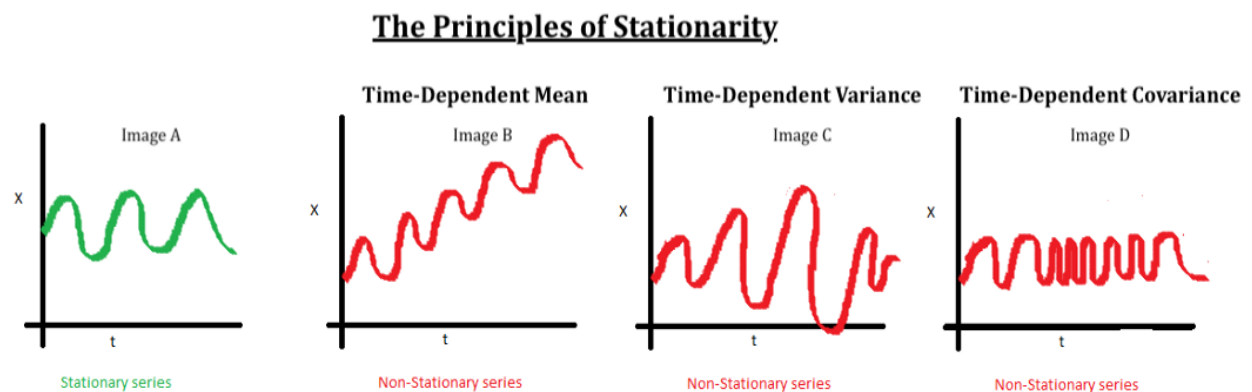 The Principles of Stationarity
Time-Dependent Mean
Time-Dependent Variance
Time-Dependent Covariance
Image A
Image B
Image C
Image D
X
X
X
X
t
t
t
t
Stationary series
Non-Stationary series
Non-Stationary series
Non-Stationary series